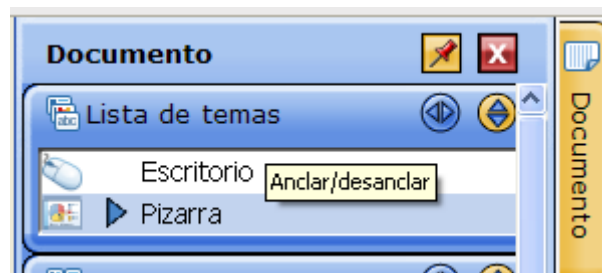 Documento
Lista de temas
Escritorio
Anclar/desanclar
Pizarra
Documento